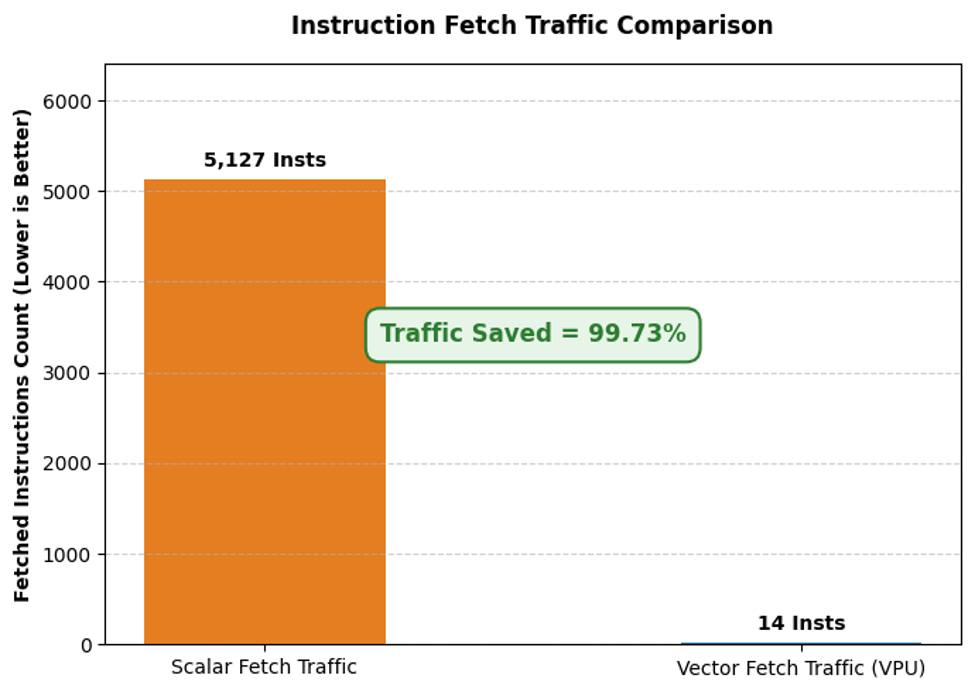 Instruction Fetch Traffic Comparison
Fetched Instructions Count (Lower is Better)
6000
5000
4000
3000
2000
1000
0
5,127 Insts
Traffic Saved = 99.73%
14 Insts
Scalar Fetch Traffic
Vector Fetch Traffic (VPU)